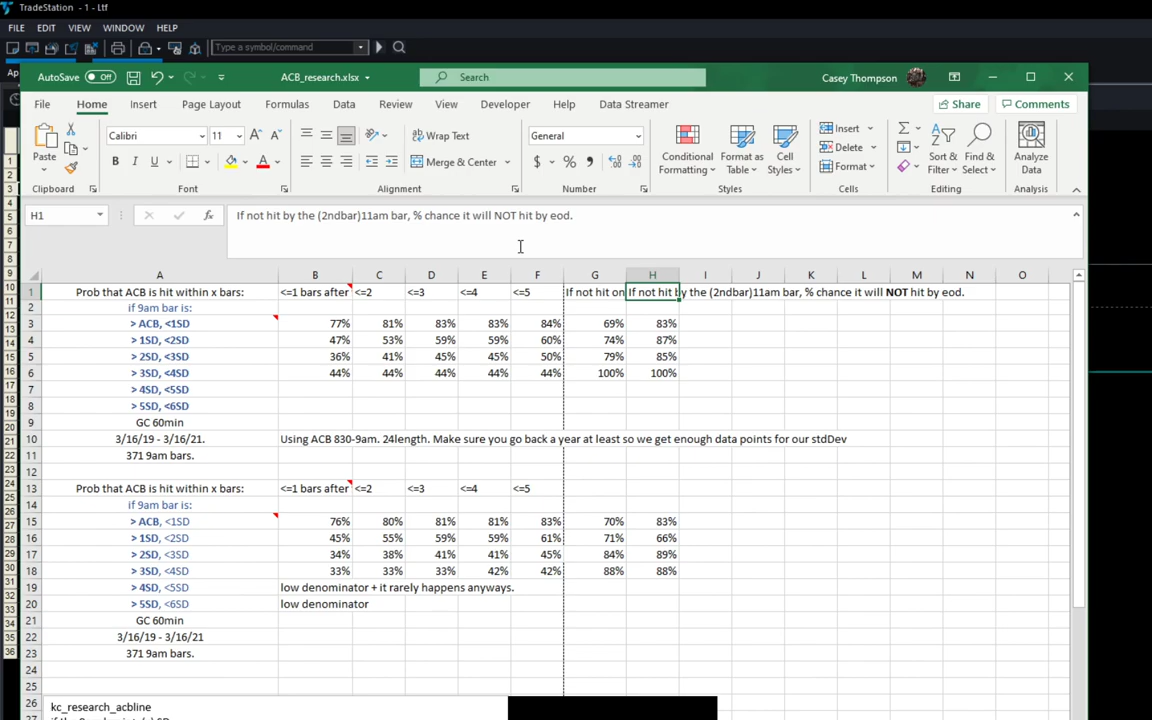 TradeStation - 1 - Ltf
FILE EDIT VIEW WINDOW HELP
Type a symbol/command
AutoSave Off ACB_research.xlsx Search Casey Thompson
File Home Insert Page Layout Formulas Data Review View Developer Help Data Streamer Share Comments
Paste Calibri 11 Wrap Text General Insert Sort & Filter Find & Select Analyze Data
B I U Merge & Center $ % Conditional Formatting Format as Table Cell Styles Delete Format
Clipboard Font Alignment Number Styles Cells Editing Analysis
H1 fx If not hit by the (2ndbar)11am bar, % chance it will NOT hit by eod.
A B C D E F G H I J K L M N O
1 Prob that ACB is hit within x bars: <=1 bars after <=2 <=3 <=4 <=5 If not hit on If not hit by the (2ndbar)11am bar, % chance it will NOT hit by eod.
2 if 9am bar is:
3 > ACB, <1SD 77% 81% 83% 83% 84% 69% 83%
4 > 1SD, <2SD 47% 53% 59% 59% 60% 74% 87%
5 > 2SD, <3SD 36% 41% 45% 45% 50% 79% 85%
6 > 3SD, <4SD 44% 44% 44% 44% 44% 100% 100%
7 > 4SD, <5SD
8 > 5SD, <6SD
9 GC 60min
10 3/16/19 - 3/16/21. Using ACB 830-9am. 24length. Make sure you go back a year at least so we get enough data points for our stdDev
11 371 9am bars.
12
13 Prob that ACB is hit within x bars: <=1 bars after <=2 <=3 <=4 <=5
14 if 9am bar is:
15 > ACB, <1SD 76% 80% 81% 81% 83% 70% 83%
16 > 1SD, <2SD 45% 55% 59% 59% 61% 71% 66%
17 > 2SD, <3SD 34% 38% 41% 41% 45% 84% 89%
18 > 3SD, <4SD 33% 33% 33% 42% 42% 88% 88%
19 > 4SD, <5SD low denominator + it rarely happens anyways.
20 > 5SD, <6SD low denominator
21 GC 60min
22 3/16/19 - 3/16/21
23 371 9am bars.
24
25
26 kc_research_acbline
27